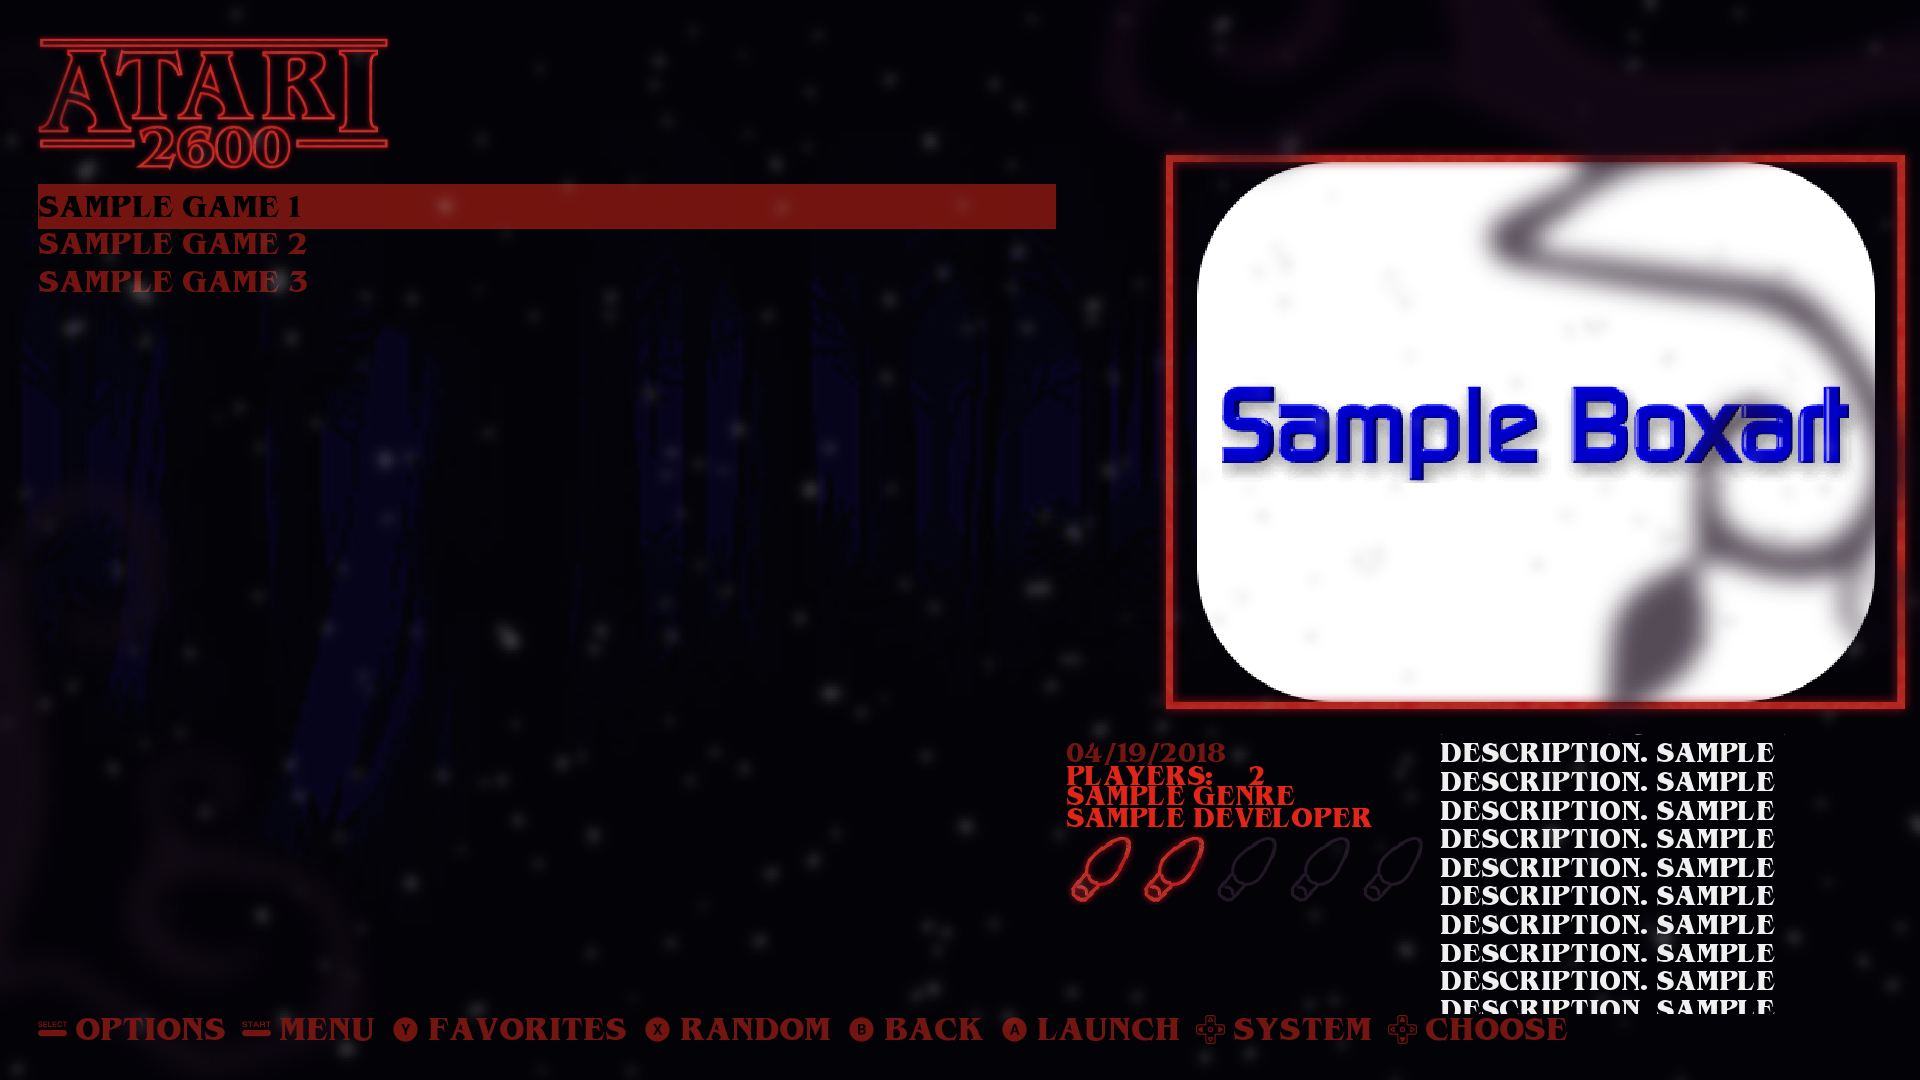 ATARI
2600
SAMPLE GAME 1
SAMPLE GAME 2
SAMPLE GAME 3
Sample Boxart
04/19/2018
PLAYERS: 2
SAMPLE GENRE
SAMPLE DEVELOPER
DESCRIPTION. SAMPLE
DESCRIPTION. SAMPLE
DESCRIPTION. SAMPLE
DESCRIPTION. SAMPLE
DESCRIPTION. SAMPLE
DESCRIPTION. SAMPLE
DESCRIPTION. SAMPLE
DESCRIPTION. SAMPLE
DESCRIPTION. SAMPLE
DESCRIPTION. SAMPLE
SELECT OPTIONS START MENU Y FAVORITES X RANDOM B BACK A LAUNCH SYSTEM CHOOSE